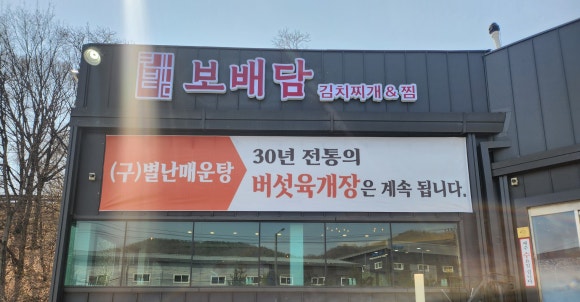 보배담
김치찌개&찜
(구)별난매운탕
30년 전통의
버섯육개장은 계속 됩니다.